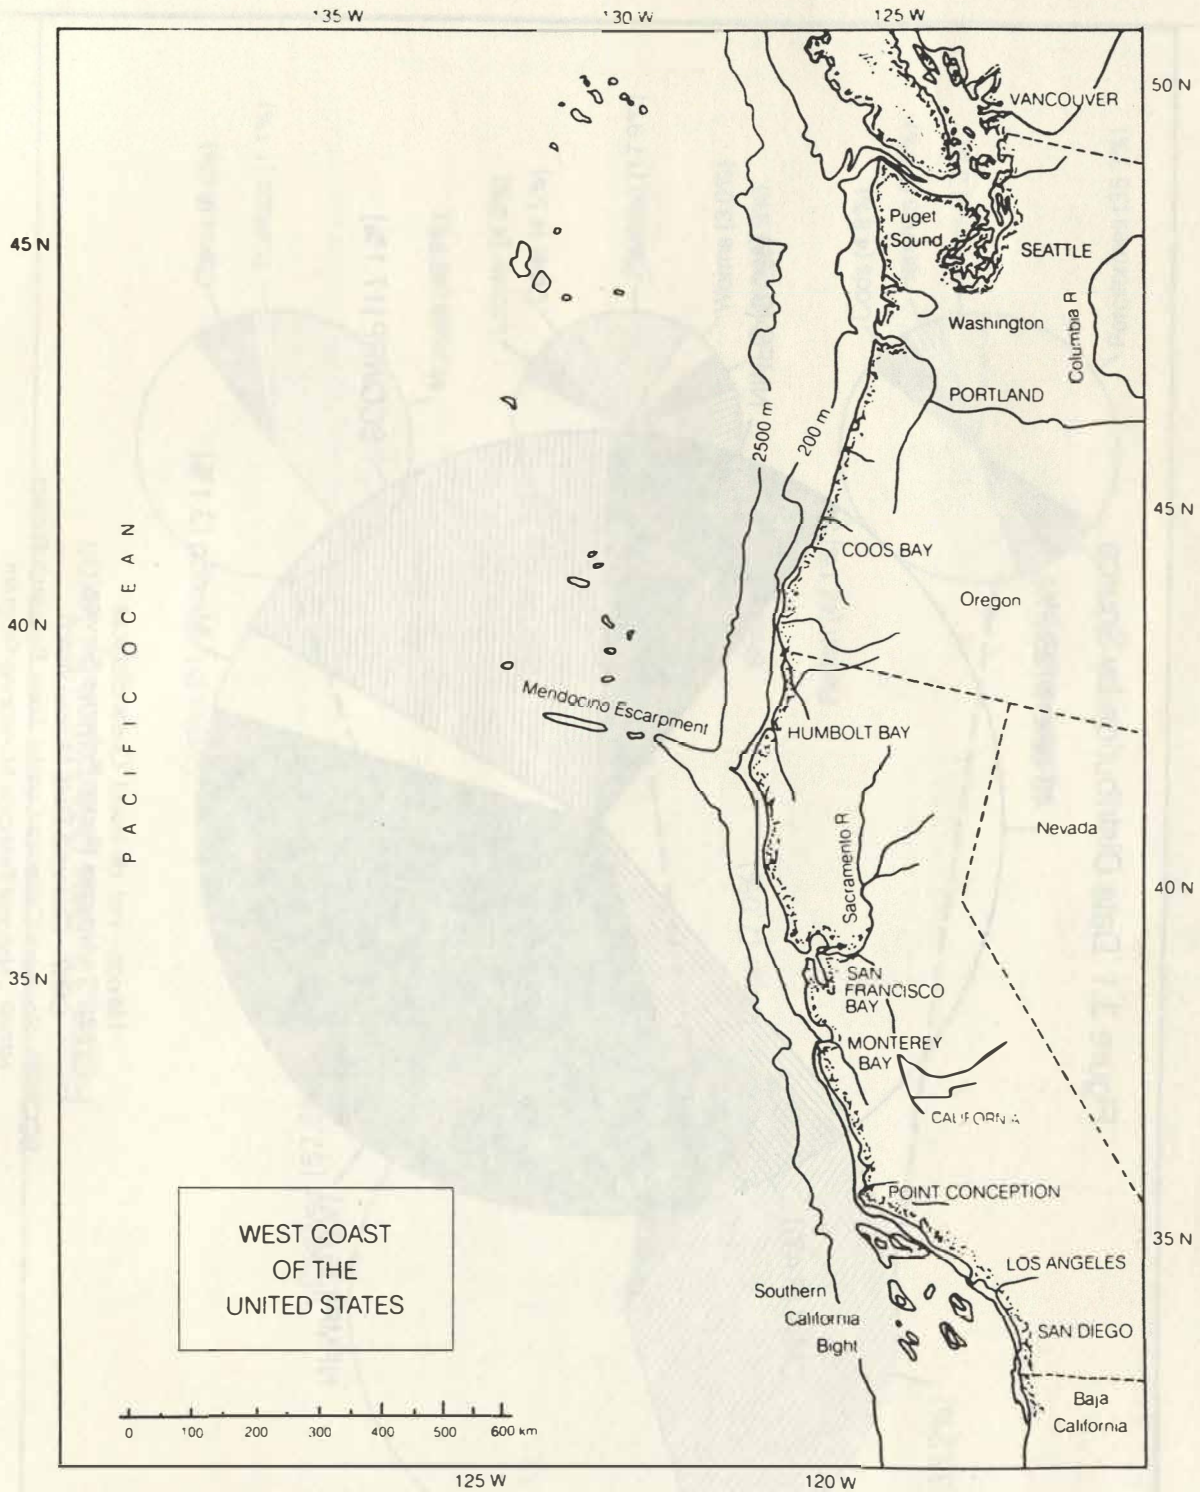 135 W
130 W
125 W
50 N
VANCOUVER
Puget
Sound
SEATTLE
45 N
Washington
Columbia R
PORTLAND
2500 m
200 m
45 N
COOS BAY
PACIFIC OCEAN
Oregon
40 N
Mendocino Escarpment
HUMBOLT BAY
Nevada
Sacramento R
40 N
35 N
SAN
FRANCISCO
BAY
MONTEREY
BAY
CALIFORNIA
POINT CONCEPTION
WEST COAST
OF THE
UNITED STATES
35 N
LOS ANGELES
Southern
California
Bight
SAN DIEGO
Baja
California
0 100 200 300 400 500 600 km
125 W
120 W